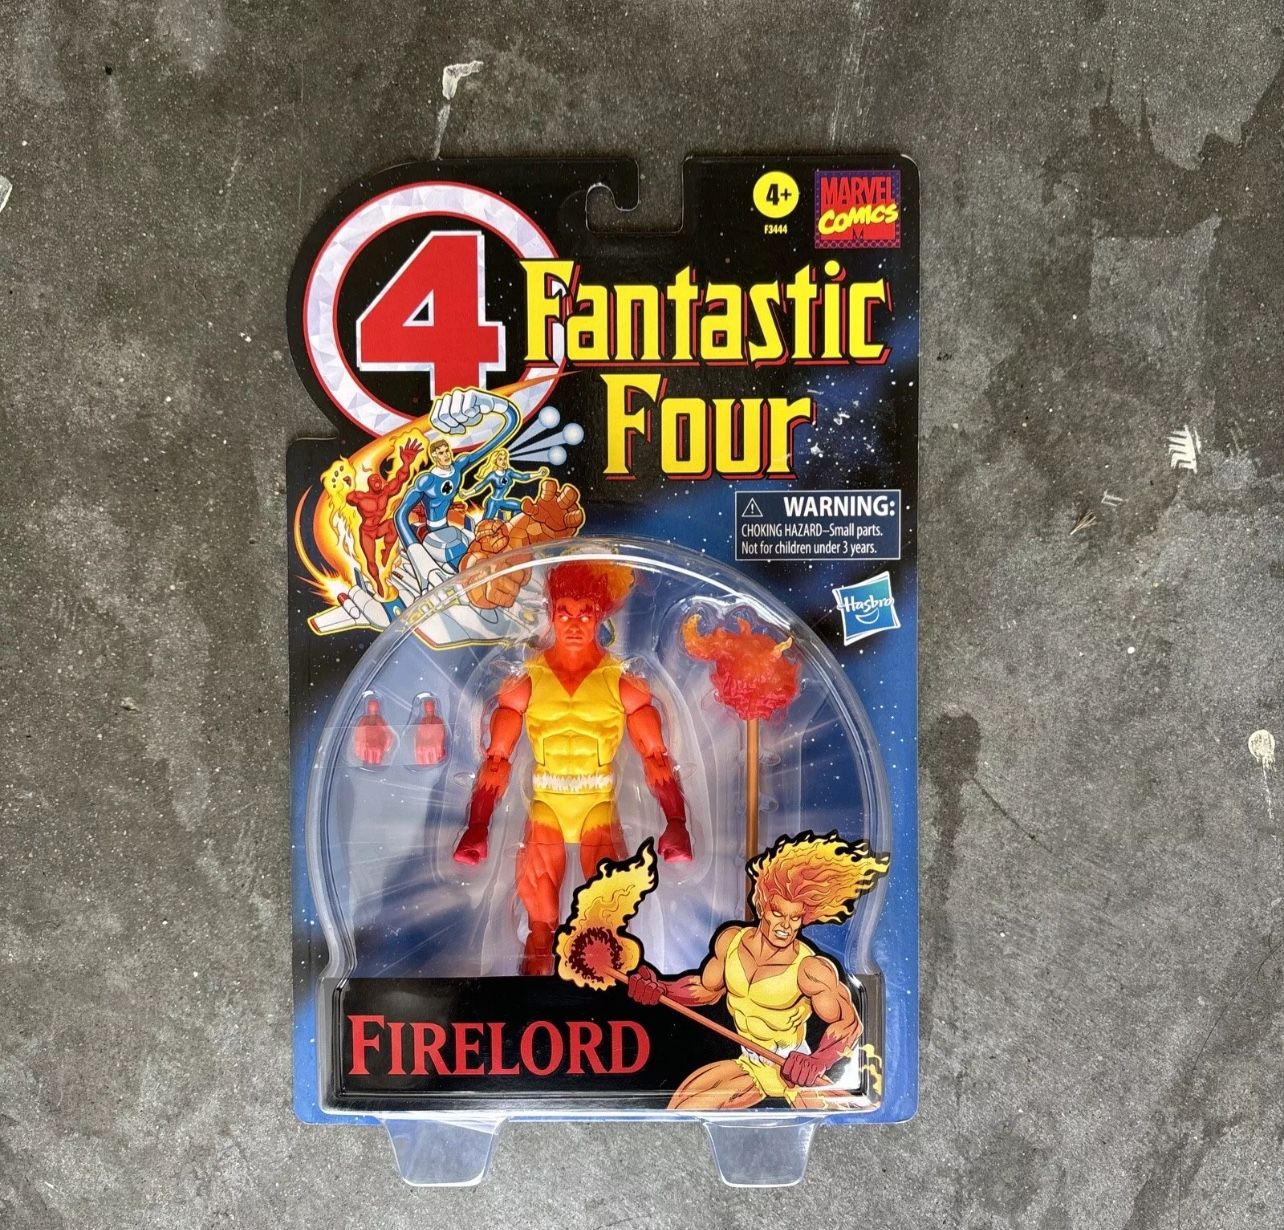 4+
F3444
MARVEL
COMICS
M
4
Fantastic
Four
4
WARNING:
CHOKING HAZARD–Small parts.
Not for children under 3 years.
Hasbro
FIRELORD